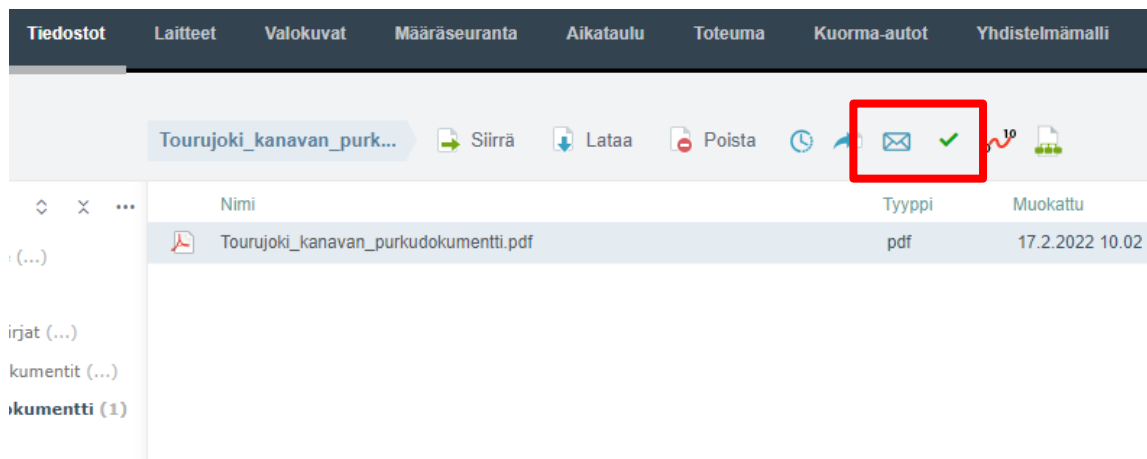 Tiedostot Laitteet Valokuvat Määräseuranta Aikataulu Toteuma Kuorma-autot Yhdistelmämalli
Tourujoki_kanavan_purk... Siirrä Lataa Poista 10
Nimi Tyyppi Muokattu
Tourujoki_kanavan_purkudokumentti.pdf pdf 17.2.2022 10.02
(...)
irjat (...)
kumentit (...)
okumentti (1)